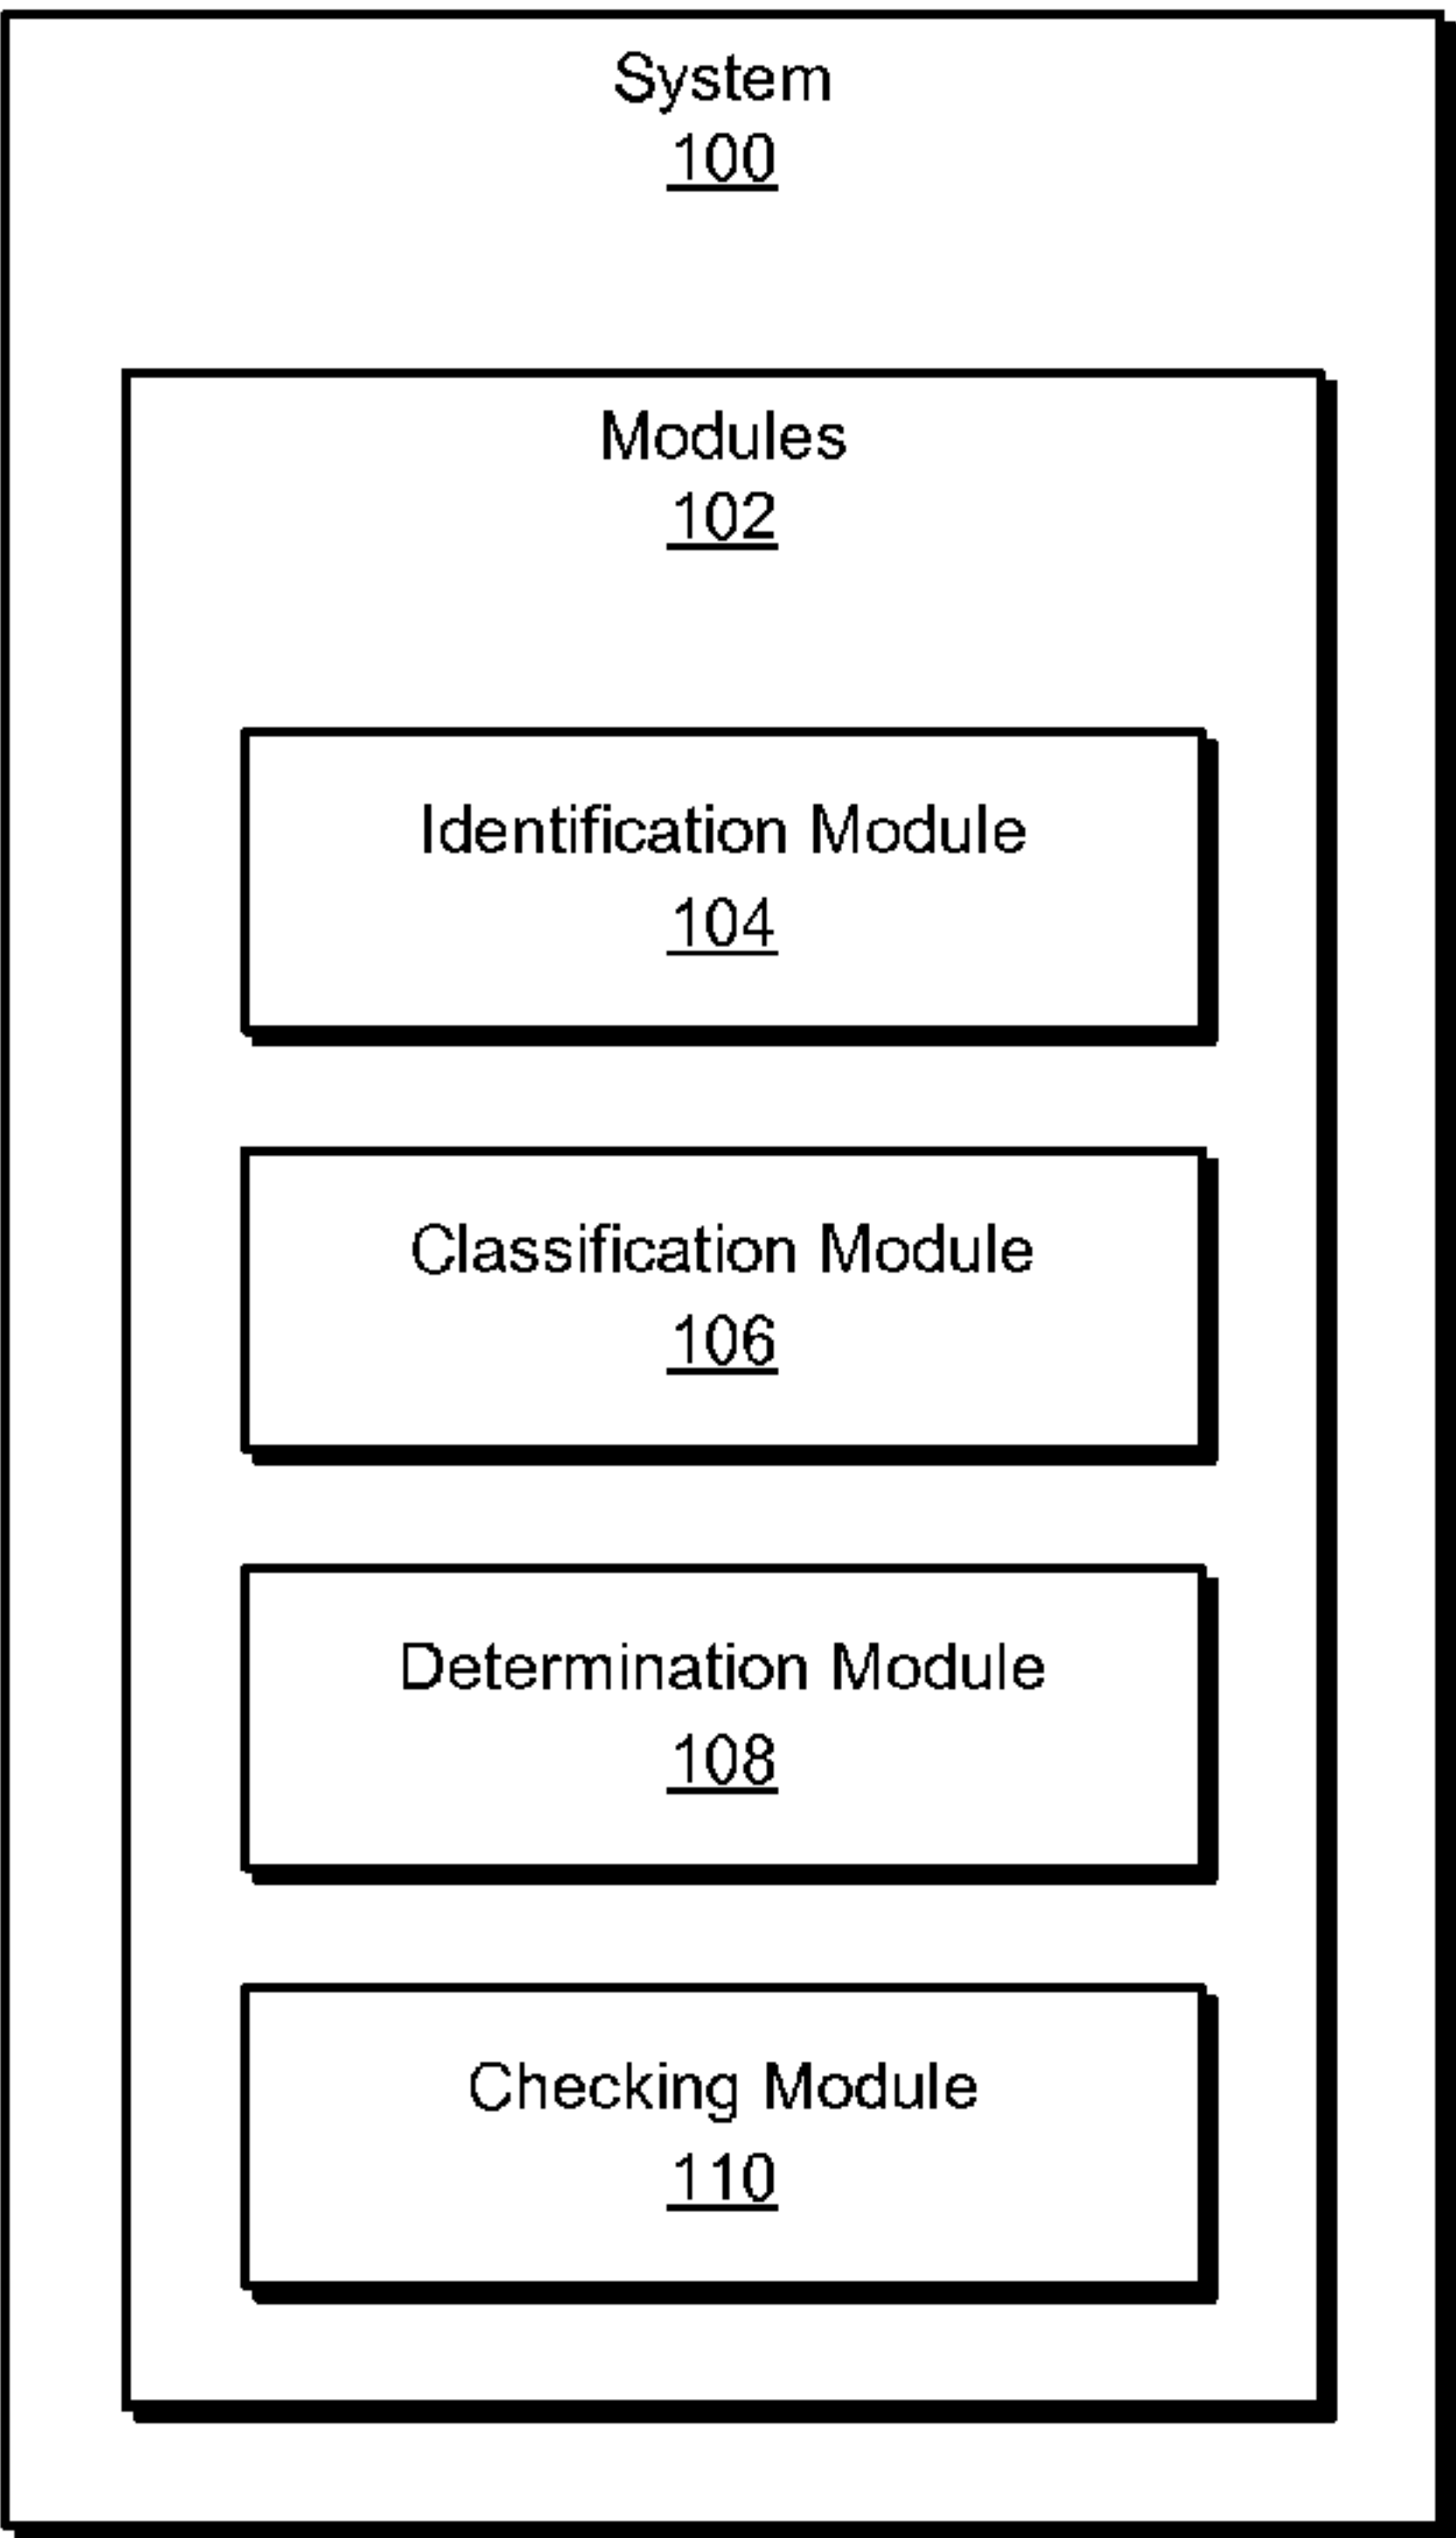 System
100
Modules
102
Identification Module
104
Classification Module
106
Determination Module
108
Checking Module
110